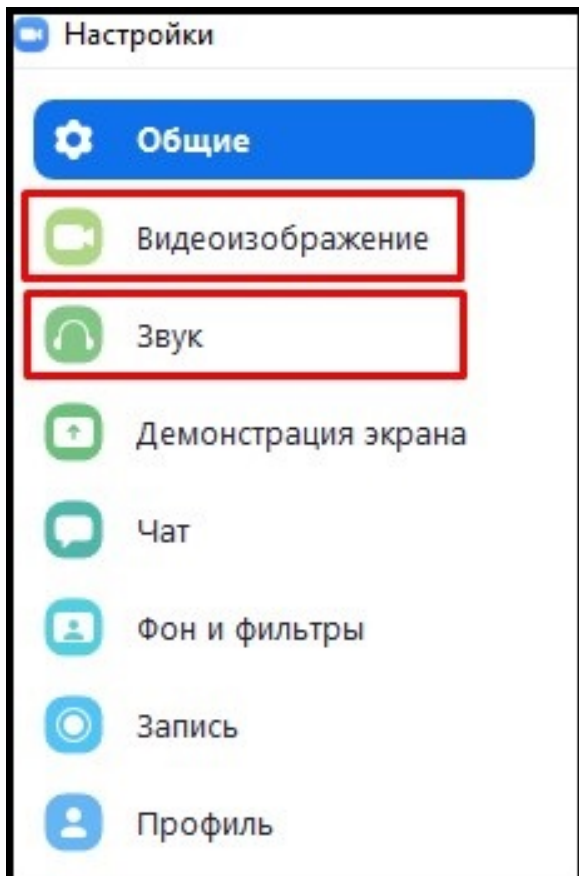 Настройки
Общие
Видеоизображение
Звук
Демонстрация экрана
Чат
Фон и фильтры
Запись
Профиль